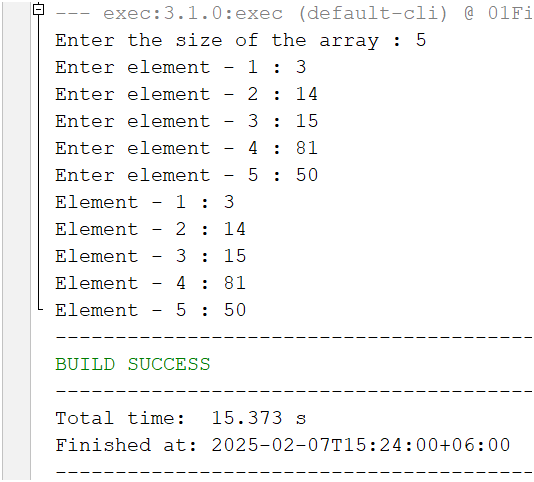 --- exec:3.1.0:exec (default-cli) @ 01Fi
Enter the size of the array : 5
Enter element - 1 : 3
Enter element - 2 : 14
Enter element - 3 : 15
Enter element - 4 : 81
Enter element - 5 : 50
Element - 1 : 3
Element - 2 : 14
Element - 3 : 15
Element - 4 : 81
Element - 5 : 50
----------------------------------------
BUILD SUCCESS
----------------------------------------
Total time:  15.373 s
Finished at: 2025-02-07T15:24:00+06:00
----------------------------------------